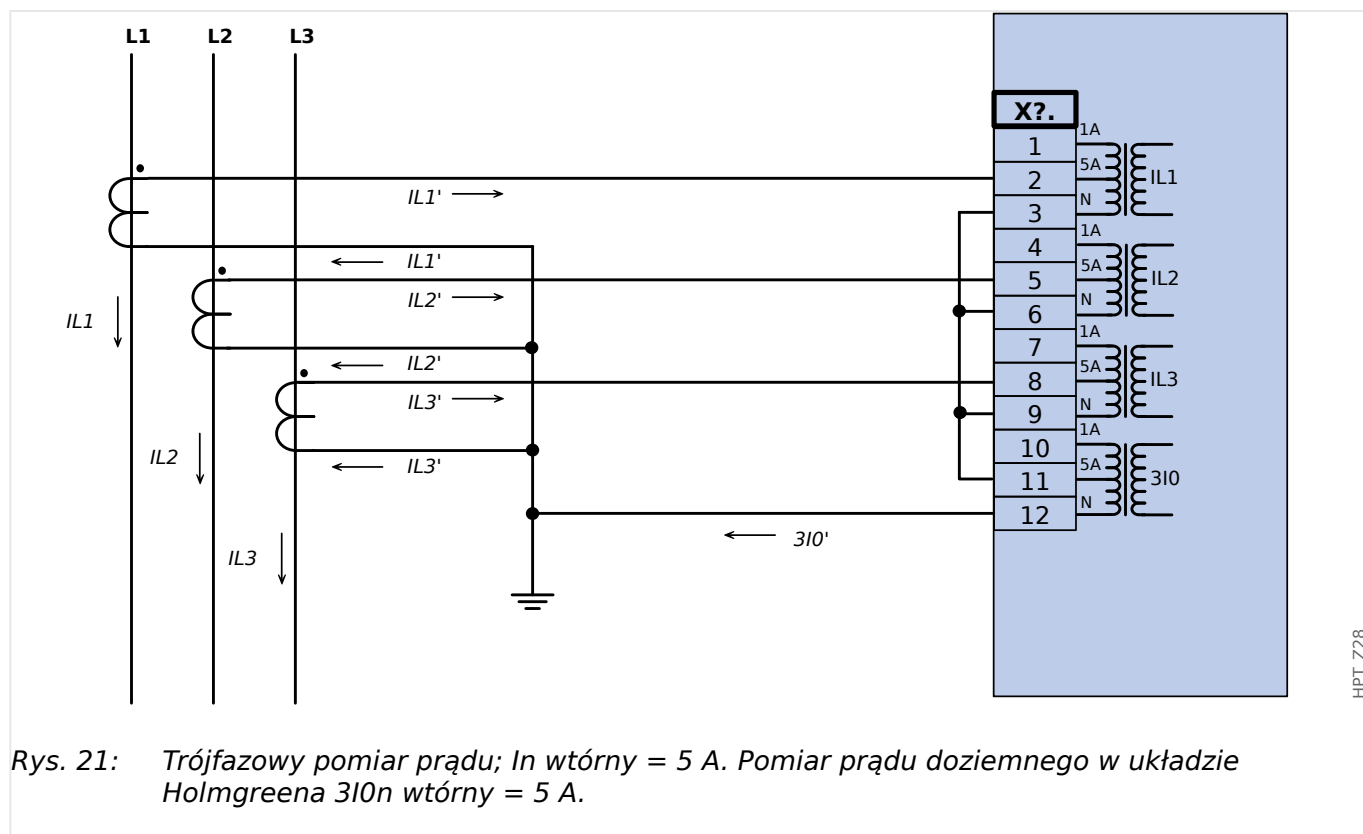 L1 L2 L3
X?.
1 1A
2 5A IL1
3 N
4 1A
5 5A IL2
6 N
7 1A
8 5A IL3
9 N
10 1A
11 5A 3I0
12 N
IL1'
IL1'
IL2'
IL1
IL2'
IL3'
IL2
IL3'
3I0'
IL3
HPT_Z28
Rys. 21: Trójfazowy pomiar prądu; In wtórny = 5 A. Pomiar prądu doziemnego w układzie
Holmgreena 3I0n wtórny = 5 A.